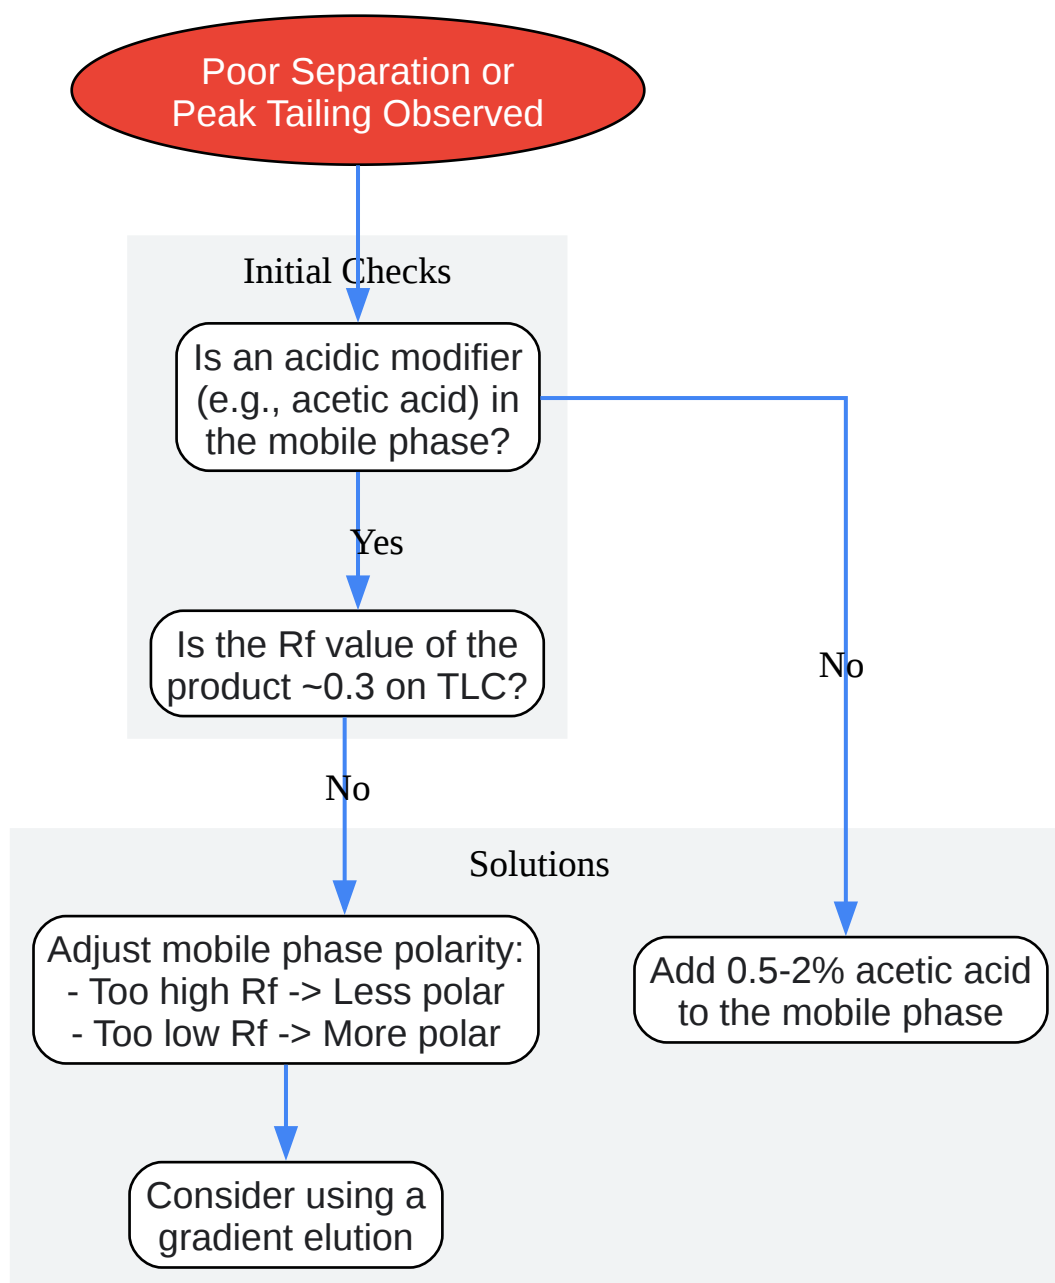 Poor Separation or
Peak Tailing Observed
Initial Checks
Is an acidic modifier
(e.g., acetic acid) in
the mobile phase?
Yes
Is the Rf value of the
product ~0.3 on TLC?
No
No
Solutions
Adjust mobile phase polarity:
- Too high Rf -> Less polar
- Too low Rf -> More polar
Add 0.5-2% acetic acid
to the mobile phase
Consider using a
gradient elution